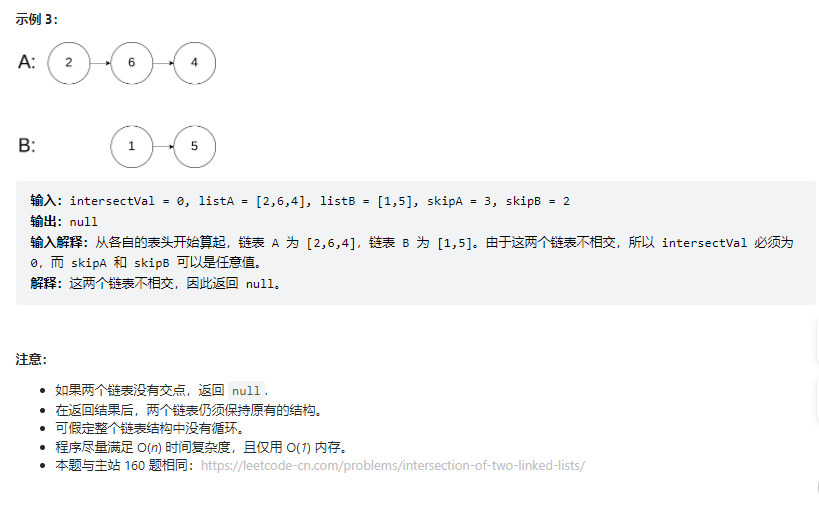 示例 3：
A: 2 6 4
B: 1 5
输入：intersectVal = 0, listA = [2,6,4], listB = [1,5], skipA = 3, skipB = 2
输出：null
输入解释：从各自的表头开始算起，链表 A 为 [2,6,4]，链表 B 为 [1,5]。由于这两个链表不相交，所以 intersectVal 必须为
0，而 skipA 和 skipB 可以是任意值。
解释：这两个链表不相交，因此返回 null。
注意：
如果两个链表没有交点，返回 null.
在返回结果后，两个链表仍须保持原有的结构。
可假定整个链表结构中没有循环。
程序尽量满足 O(n) 时间复杂度，且仅用 O(1) 内存。
本题与主站 160 题相同：https://leetcode-cn.com/problems/intersection-of-two-linked-lists/